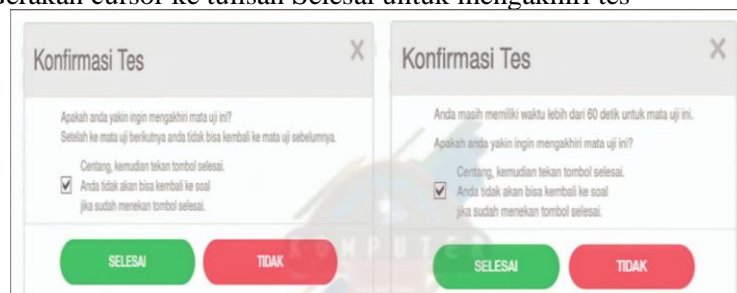 Gerakan cursor ke tulisan Selesai untuk mengakhiri tes
Konfirmasi Tes X
Apakah anda yakin ingin mengakhiri mata uji ini?
Setelah ke mata uji berikutnya anda tidak bisa kembali ke mata uji sebelumnya.
Centang, kemudian tekan tombol selesai.
Anda tidak akan bisa kembali ke soal
jika sudah menekan tombol selesai.
SELESAI TIDAK
Konfirmasi Tes X
Anda masih memiliki waktu lebih dari 60 detik untuk mata uji ini.
Apakah anda yakin ingin mengakhiri mata uji ini?
Centang, kemudian tekan tombol selesai.
Anda tidak akan bisa kembali ke soal
jika sudah menekan tombol selesai.
SELESAI TIDAK
KOMPUTER